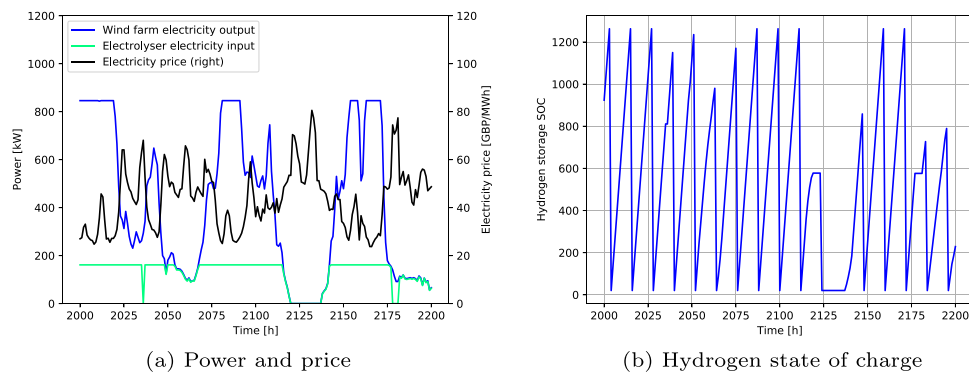 Wind farm electricity output
Electrolyser electricity input
Electricity price (right)
Power [kW]
1200
1000
800
600
400
200
0
120
100
80
60
40
20
0
Electricity price [GBP/MWh]
2000 2025 2050 2075 2100 2125 2150 2175 2200
Time [h]
(a) Power and price
Hydrogen storage SOC
1200
1000
800
600
400
200
0
2000 2025 2050 2075 2100 2125 2150 2175 2200
Time [h]
(b) Hydrogen state of charge